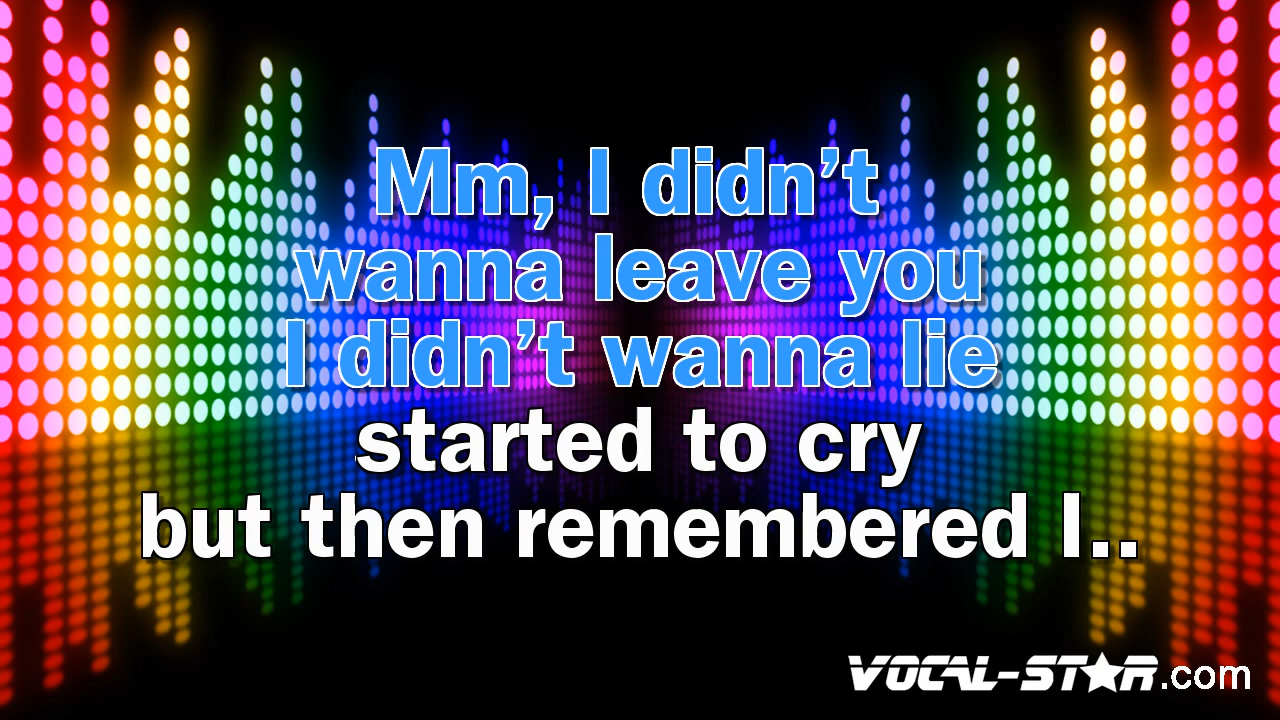 Mm, I didn’t
wanna leave you
I didn’t wanna lie
started to cry
but then remembered I..
VOCAL-STAR.com